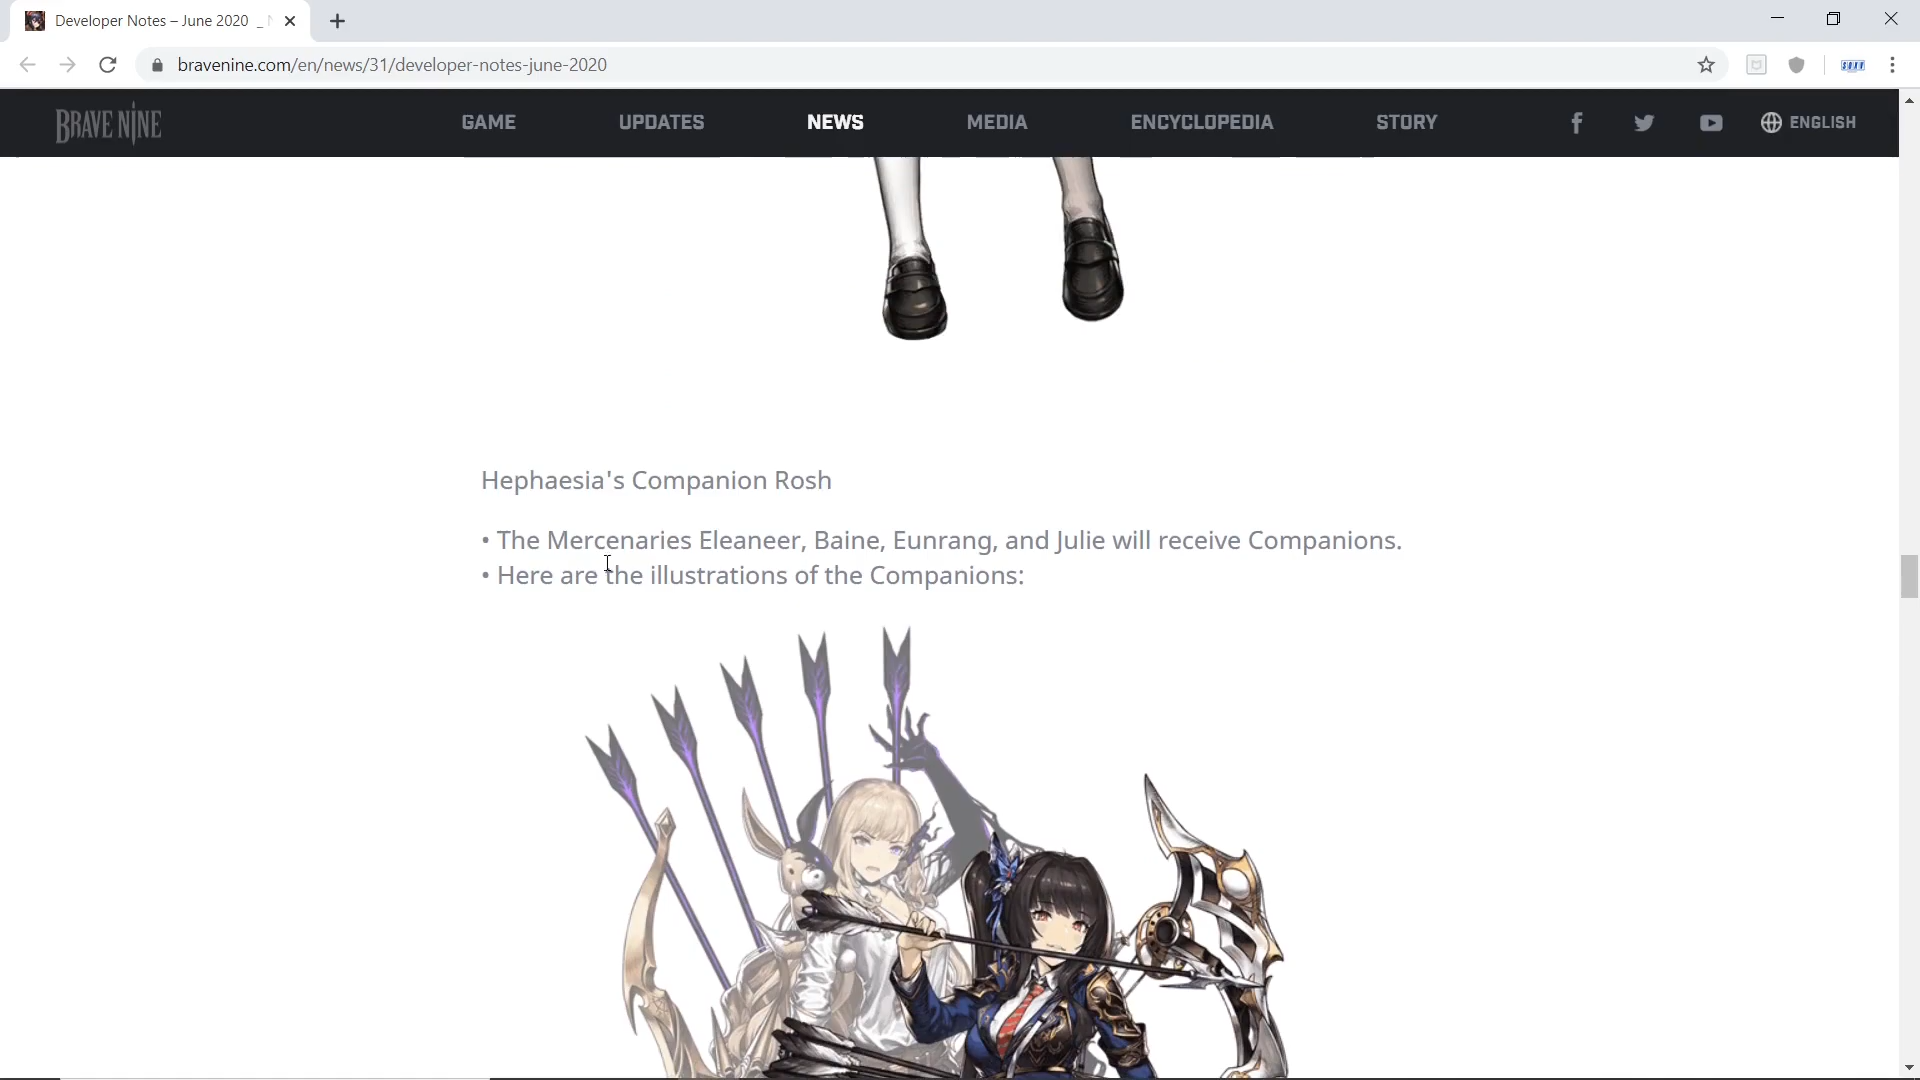 Developer Notes – June 2020 _
bravenine.com/en/news/31/developer-notes-june-2020
BRAVE NINE
GAME
UPDATES
NEWS
MEDIA
ENCYCLOPEDIA
STORY
ENGLISH
Hephaesia's Companion Rosh
• The Mercenaries Eleaneer, Baine, Eunrang, and Julie will receive Companions.
• Here are the illustrations of the Companions: